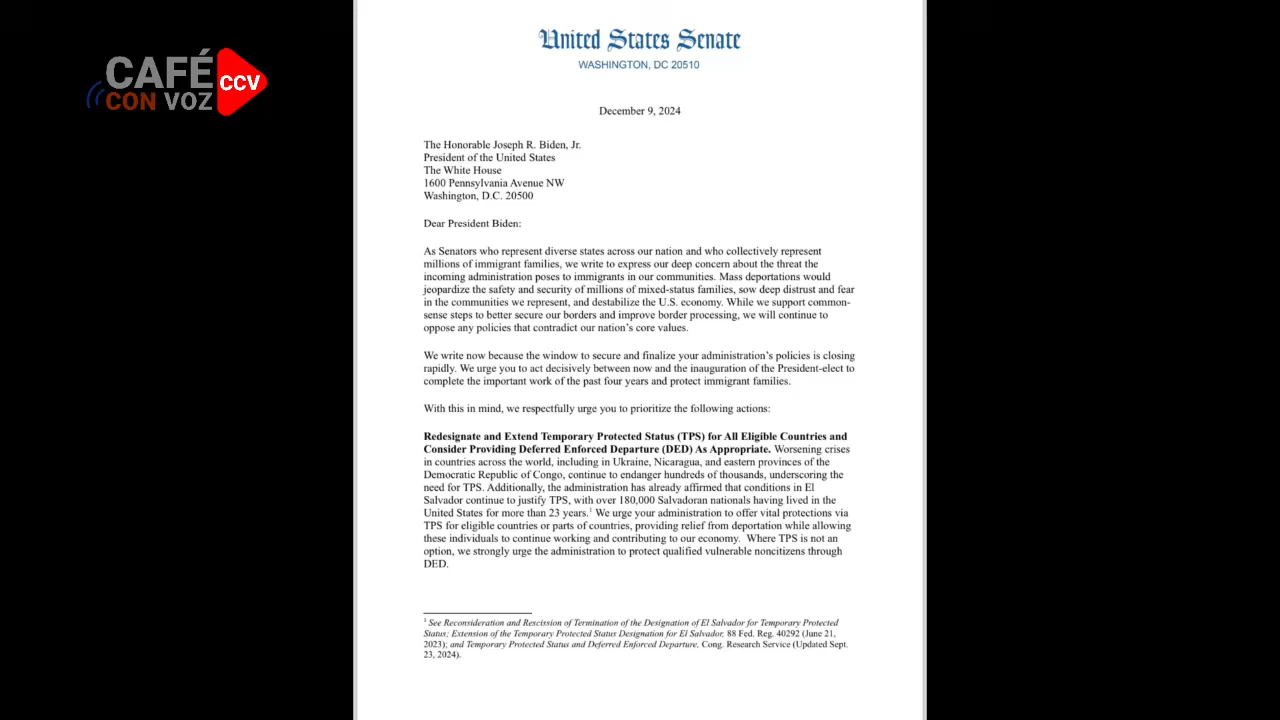 CAFÉ
CON VOZ
CCV
United States Senate
WASHINGTON, DC 20510
December 9, 2024
The Honorable Joseph R. Biden, Jr.
President of the United States
The White House
1600 Pennsylvania Avenue NW
Washington, D.C. 20500
Dear President Biden:
As Senators who represent diverse states across our nation and who collectively represent
millions of immigrant families, we write to express our deep concern about the threat the
incoming administration poses to immigrants in our communities. Mass deportations would
jeopardize the safety and security of millions of mixed-status families, sow deep distrust and fear
in the communities we represent, and destabilize the U.S. economy. While we support common-
sense steps to better secure our borders and improve border processing, we will continue to
oppose any policies that contradict our nation's core values.
We write now because the window to secure and finalize your administration's policies is closing
rapidly. We urge you to act decisively between now and the inauguration of the President-elect to
complete the important work of the past four years and protect immigrant families.
With this in mind, we respectfully urge you to prioritize the following actions:
Redesignate and Extend Temporary Protected Status (TPS) for All Eligible Countries and
Consider Providing Deferred Enforced Departure (DED) As Appropriate. Worsening crises
in countries across the world, including in Ukraine, Nicaragua, and eastern provinces of the
Democratic Republic of Congo, continue to endanger hundreds of thousands, underscoring the
need for TPS. Additionally, the administration has already affirmed that conditions in El
Salvador continue to justify TPS, with over 180,000 Salvadoran nationals having lived in the
United States for more than 23 years.1 We urge your administration to offer vital protections via
TPS for eligible countries or parts of countries, providing relief from deportation while allowing
these individuals to continue working and contributing to our economy. Where TPS is not an
option, we strongly urge the administration to protect qualified vulnerable noncitizens through
DED.
1 See Reconsideration and Rescission of Termination of the Designation of El Salvador for Temporary Protected
Status; Extension of the Temporary Protected Status Designation for El Salvador, 88 Fed. Reg. 40292 (June 21,
2023); and Temporary Protected Status and Deferred Enforced Departure, Cong. Research Service (Updated Sept.
23, 2024).